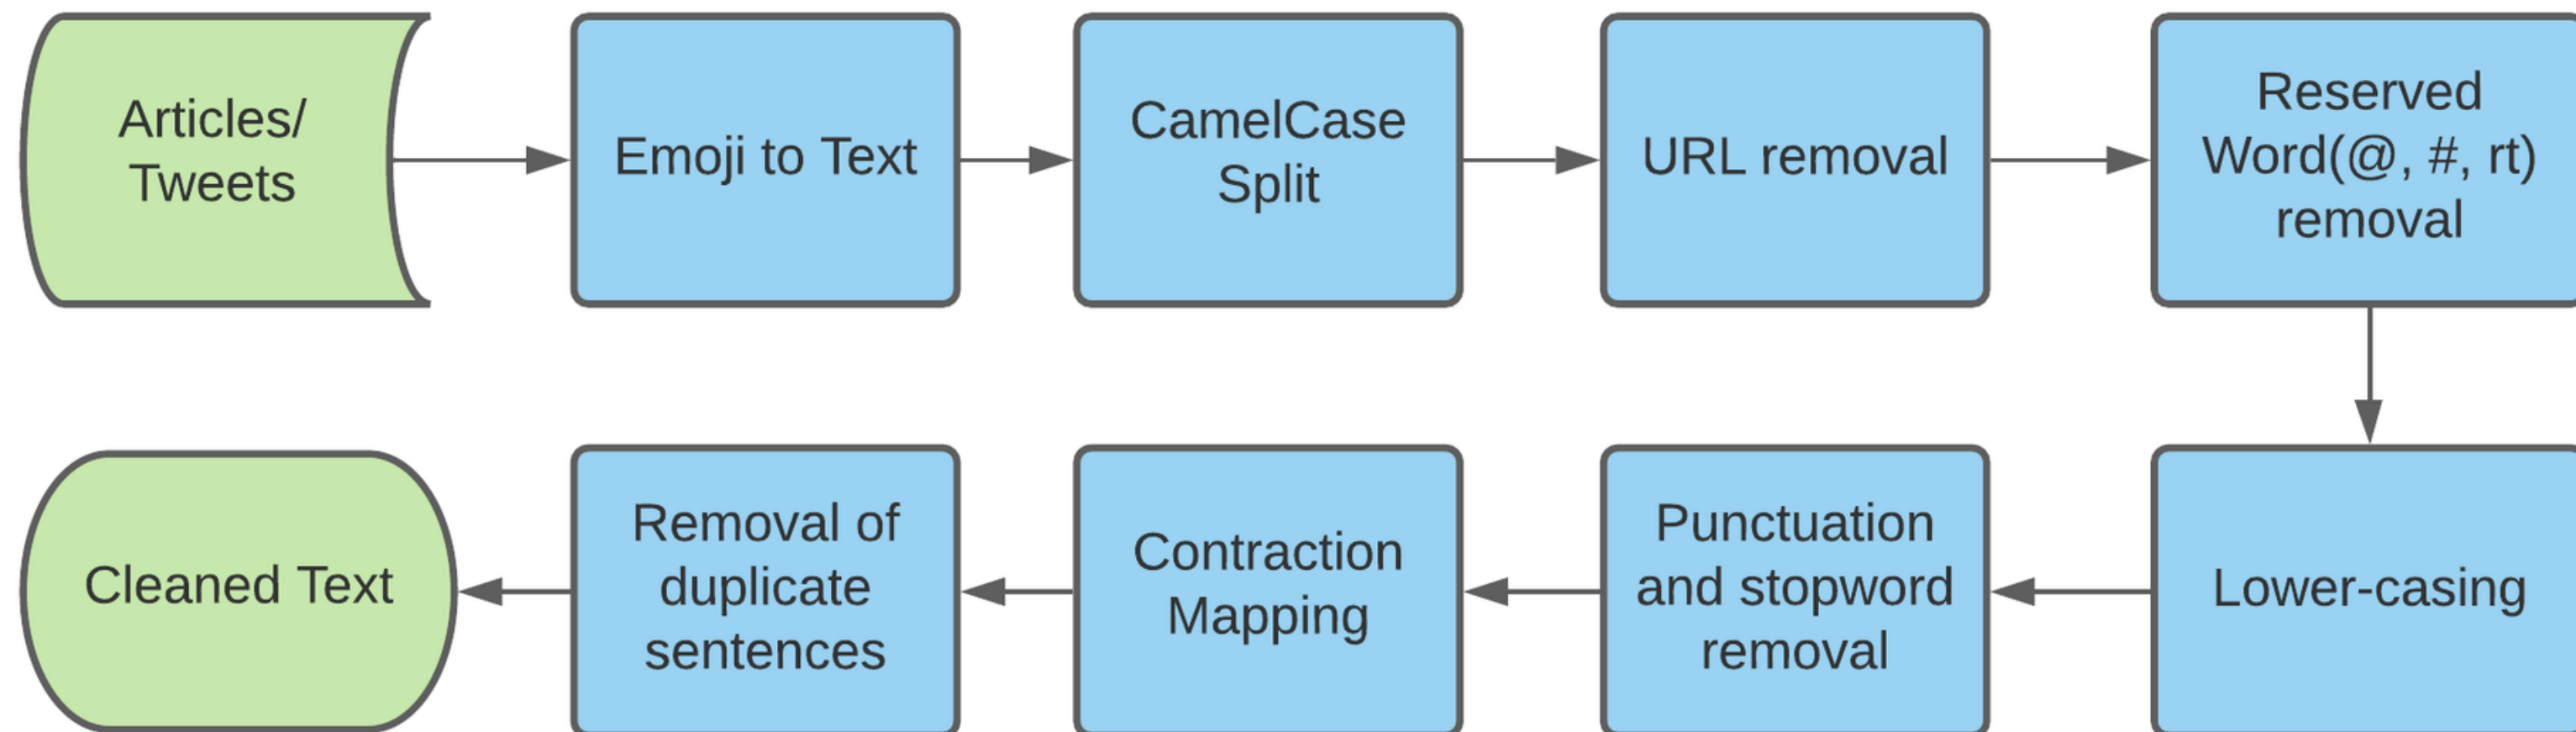 Articles/
Tweets
Emoji to Text
CamelCase
Split
URL removal
Reserved
Word(@, #, rt)
removal
Lower-casing
Punctuation
and stopword
removal
Contraction
Mapping
Removal of
duplicate
sentences
Cleaned Text